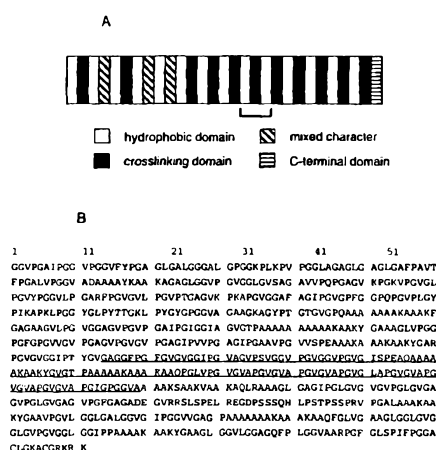 A
hydrophobic domain
mixed character
crosslinking domain
C-terminal domain
B
1 11 21 31 41 51
GGVPGAIPGG VPGGVFYPGA GLGALGGGAL GPGGKPLKPV PGGLAGAGLG AGLGAFPAVT
FPGALVPGGV ADAAAAYKAA KAGAGLGGVP GVGGLGVSAG AVVPQPGAGV KPGKVPGVGL
PGVYPGGVLP GARFPGVGVL PGVPTGAGVK PKAPGVGGAF AGIPGVGPFG GPQPGVPLGY
PIKAPKLPGG YGLPYTTGKL PYGYGPGGVA GAAGKAGYPT GTGVGPQAAA AAAAKAAAKF
GAGAAGVLPG VGGAGVPGVP GAIPGIGGIA GVGTPAAAAA AAAAAKAAKY GAAAGLVPGG
PGFGPGVVGV PGAGVPGVGV PGAGIPVVPG AGIPGAAVPG VVSPEAAAKA AAKAAKYGAR
PGVGVGGIPT YGVGAGGFPG FGVGVGGIPG VAGVPSVGGV PGVGGVPGVG ISPEAQAAAA
AKAAKYGVGT PAAAAAKAAA KAAQFGLVPG VGVAPGVGVA PGVGVAPGVG LAPGVGVAPG
VGVAPGVGVA PGIGPGGVAA AAKSAAKVAA KAQLRAAAGL GAGIPGLGVG VGVPGLGVGA
GVPGLGVGAG VPGFGAGADE GVRRSLSPEL REGDPSSSQH LPSTPSSPRV PGALAAAKAA
KYGAAVPGVL GGLGALGGVG IPGGVVGAGP AAAAAAAKAA AKAAQFGLVG AAGLGGLGVG
GLGVPGVGGL GGIPPAAAAK AAKYGAAGLG GVLGGAGQFP LGGVAARPGF GLSPIFPGGA
CLGKACGRKR K